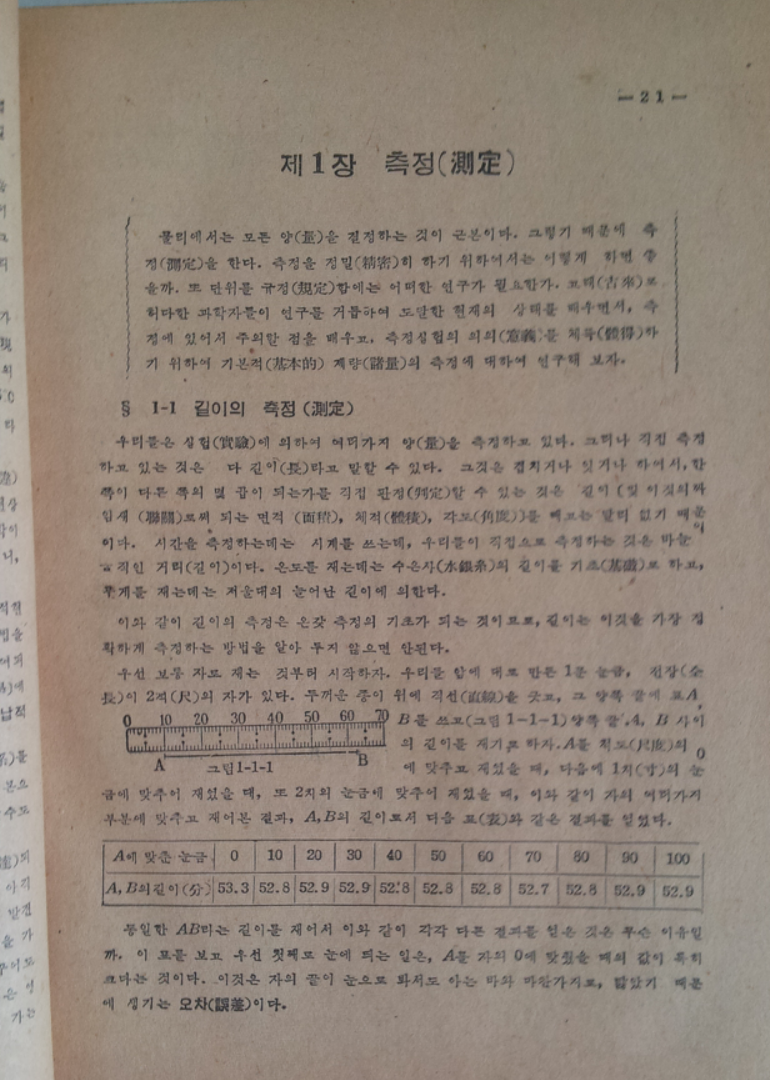 — 2 1 —
제 1 장 측정(測定)
물리에서는 모든 양(量)을 결정하는 것이 근본이다. 그렇기 때문에 측
정(測定)을 한다. 측정을 정밀(精密)히 하기 위하여서는 이떻게 하면 좋
을까. 또 단위를 규정(規定)함에는 어떠한 연구가 필요한가. 고래(古來)로
허다한 과학자들이 연구를 거듭하여 도달한 현재의 상태를 배우면서, 측
정에 있어서 주의할 점을 배우고, 측정실험의 의의(意義)를 체득(體得)하
기 위하여 기본적(基本的) 제량(諸量)의 측정에 대하여 연구해 보자.
§ 1-1 길이의 측정 (測定)
우리들은 실험(實驗)에 의하여 여러가지 양(量)을 측정하고 있다. 그러나 직접 측정
하고 있는 것은 다 길이(長)라고 말할 수 있다. 그것은 겹치거나 잇거나 하여서, 한
쪽이 다른 쪽의 몇 곱이 되는가를 직접 판정(判定)할 수 있는 것은 길이 (및 이것의짜
임새 (聯關)로써 되는 면적 (面積), 체적(體積), 각도(角度))를 빼고는 달리 없기 때문
이다. 시간을 측정하는데는 시계를 쓰는데, 우리들이 직접으로 측정하는 것은 바늘이
움직인 거리(길이)이다. 온도를 재는데는 수은사(水銀糸)의 길이를 기초(基礎)로 하고,
무게를 재는데는 저울대의 늘어난 길이에 의한다.
이와 같이 길이의 측정은 온갖 측정의 기초가 되는 것이므로, 길이는 이것을 가장 정
확하게 측정하는 방법을 알아 두지 않으면 안된다.
우선 보통 자로 재는 것부터 시작하자. 우리들 앞에 대로 만든 1푼 눈금, 전장(全
長)이 2척(尺)의 자가 있다. 두꺼운 종이 위에 직선(直線)을 긋고, 그 양쪽 끝에 표A,
0 10 20 30 40 50 60 70
A B
그림1-1-1
B를 쓰고(그림 1-1-1)양쪽 끝 A, B 사이
의 길이를 재기로 하자. A를 척도(尺度)의 0
에 맞추고 재었을 때, 다음에 1치(寸)의 눈
금에 맞추어 재었을 때, 또 2치의 눈금에 맞추어 재었을 때, 이와 같이 자의 여러가지
부분에 맞추고 재어본 결과, A, B의 길이로서 다음 표(表)와 같은 결과를 얻었다.
A에 맞춘 눈금 0 10 20 30 40 50 60 70 80 90 100
A, B의길이(分) 53.3 52.8 52.9 52.9 52.8 52.8 52.8 52.7 52.8 52.9 52.9
동일한 AB라는 길이를 재어서 이와 같이 각각 다른 결과를 얻은 것은 무슨 이유일
까. 이 표를 보고 우선 첫째로 눈에 띄는 일은, A를 자의 0에 맞췄을 때의 값이 특히
크다는 것이다. 이것은 자의 끝이 눈으로 봐서도 아는 바와 마찬가지로, 닳았기 때문
에 생기는 오차(誤差)이다.